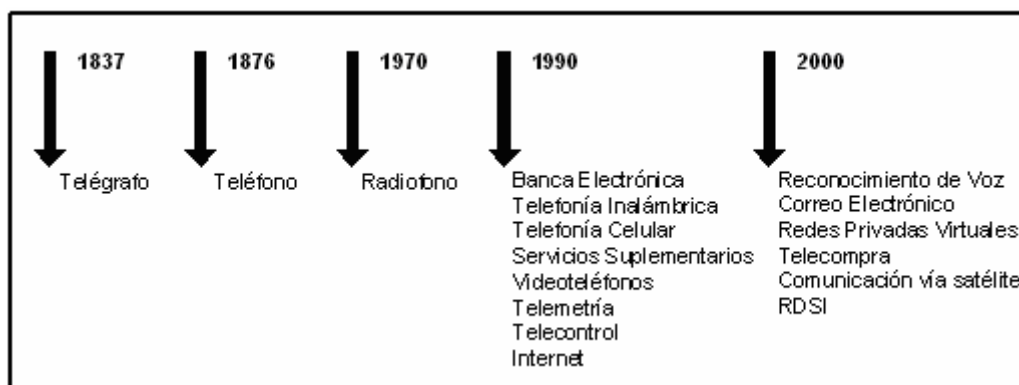 1837
Telégrafo
1876
Teléfono
1970
Radiofono
1990
Banca Electrónica
Telefonía Inalámbrica
Telefonía Celular
Servicios Suplementarios
Videoteléfonos
Telemetría
Telecontrol
Internet
2000
Reconocimiento de Voz
Correo Electrónico
Redes Privadas Virtuales
Telecompra
Comunicación vía satélite
RDSI